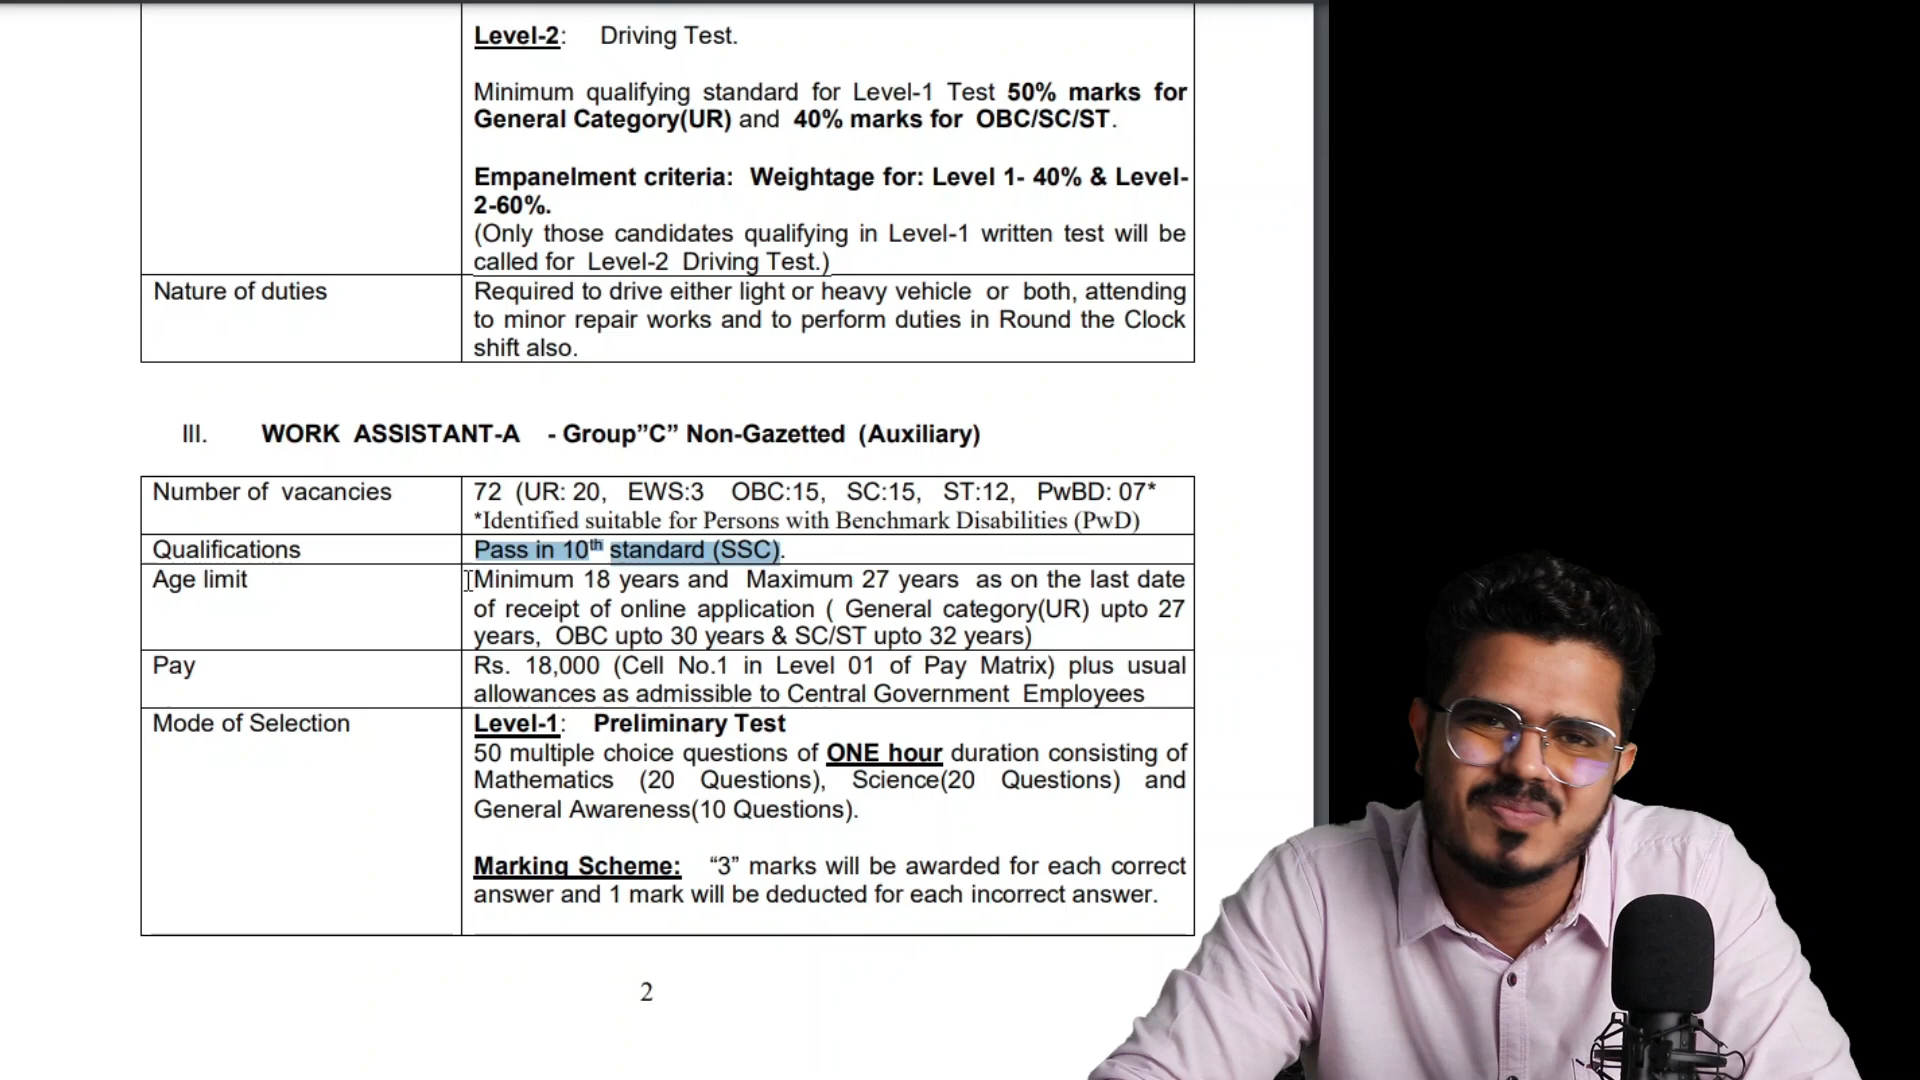 Level-2: Driving Test.
Minimum qualifying standard for Level-1 Test 50% marks for
General Category(UR) and 40% marks for OBC/SC/ST.
Empanelment criteria: Weightage for: Level 1- 40% & Level-
2-60%.
(Only those candidates qualifying in Level-1 written test will be
called for Level-2 Driving Test.)
Nature of duties
Required to drive either light or heavy vehicle or both, attending
to minor repair works and to perform duties in Round the Clock
shift also.
III. WORK ASSISTANT-A - Group”C” Non-Gazetted (Auxiliary)
Number of vacancies
72 (UR: 20, EWS:3 OBC:15, SC:15, ST:12, PwBD: 07*
*Identified suitable for Persons with Benchmark Disabilities (PwD)
Qualifications
Pass in 10th standard (SSC).
Age limit
Minimum 18 years and Maximum 27 years as on the last date
of receipt of online application ( General category(UR) upto 27
years, OBC upto 30 years & SC/ST upto 32 years)
Pay
Rs. 18,000 (Cell No.1 in Level 01 of Pay Matrix) plus usual
allowances as admissible to Central Government Employees
Mode of Selection
Level-1: Preliminary Test
50 multiple choice questions of ONE hour duration consisting of
Mathematics (20 Questions), Science(20 Questions) and
General Awareness(10 Questions).
Marking Scheme: “3” marks will be awarded for each correct
answer and 1 mark will be deducted for each incorrect answer.
2